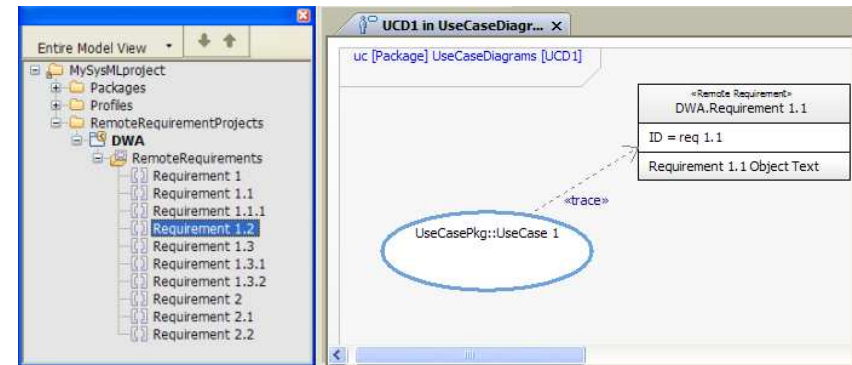 Entire Model View
MySysMLproject
Packages
Profiles
RemoteRequirementProjects
DWA
RemoteRequirements
Requirement 1
Requirement 1.1
Requirement 1.1.1
Requirement 1.2
Requirement 1.3
Requirement 1.3.1
Requirement 1.3.2
Requirement 2
Requirement 2.1
Requirement 2.2
UCD1 in UseCaseDiagr...
uc [Package] UseCaseDiagrams [UCD1]
«Remote Requirement»
DWA.Requirement 1.1
ID = req 1.1
Requirement 1.1 Object Text
«trace»
UseCasePkg::UseCase 1